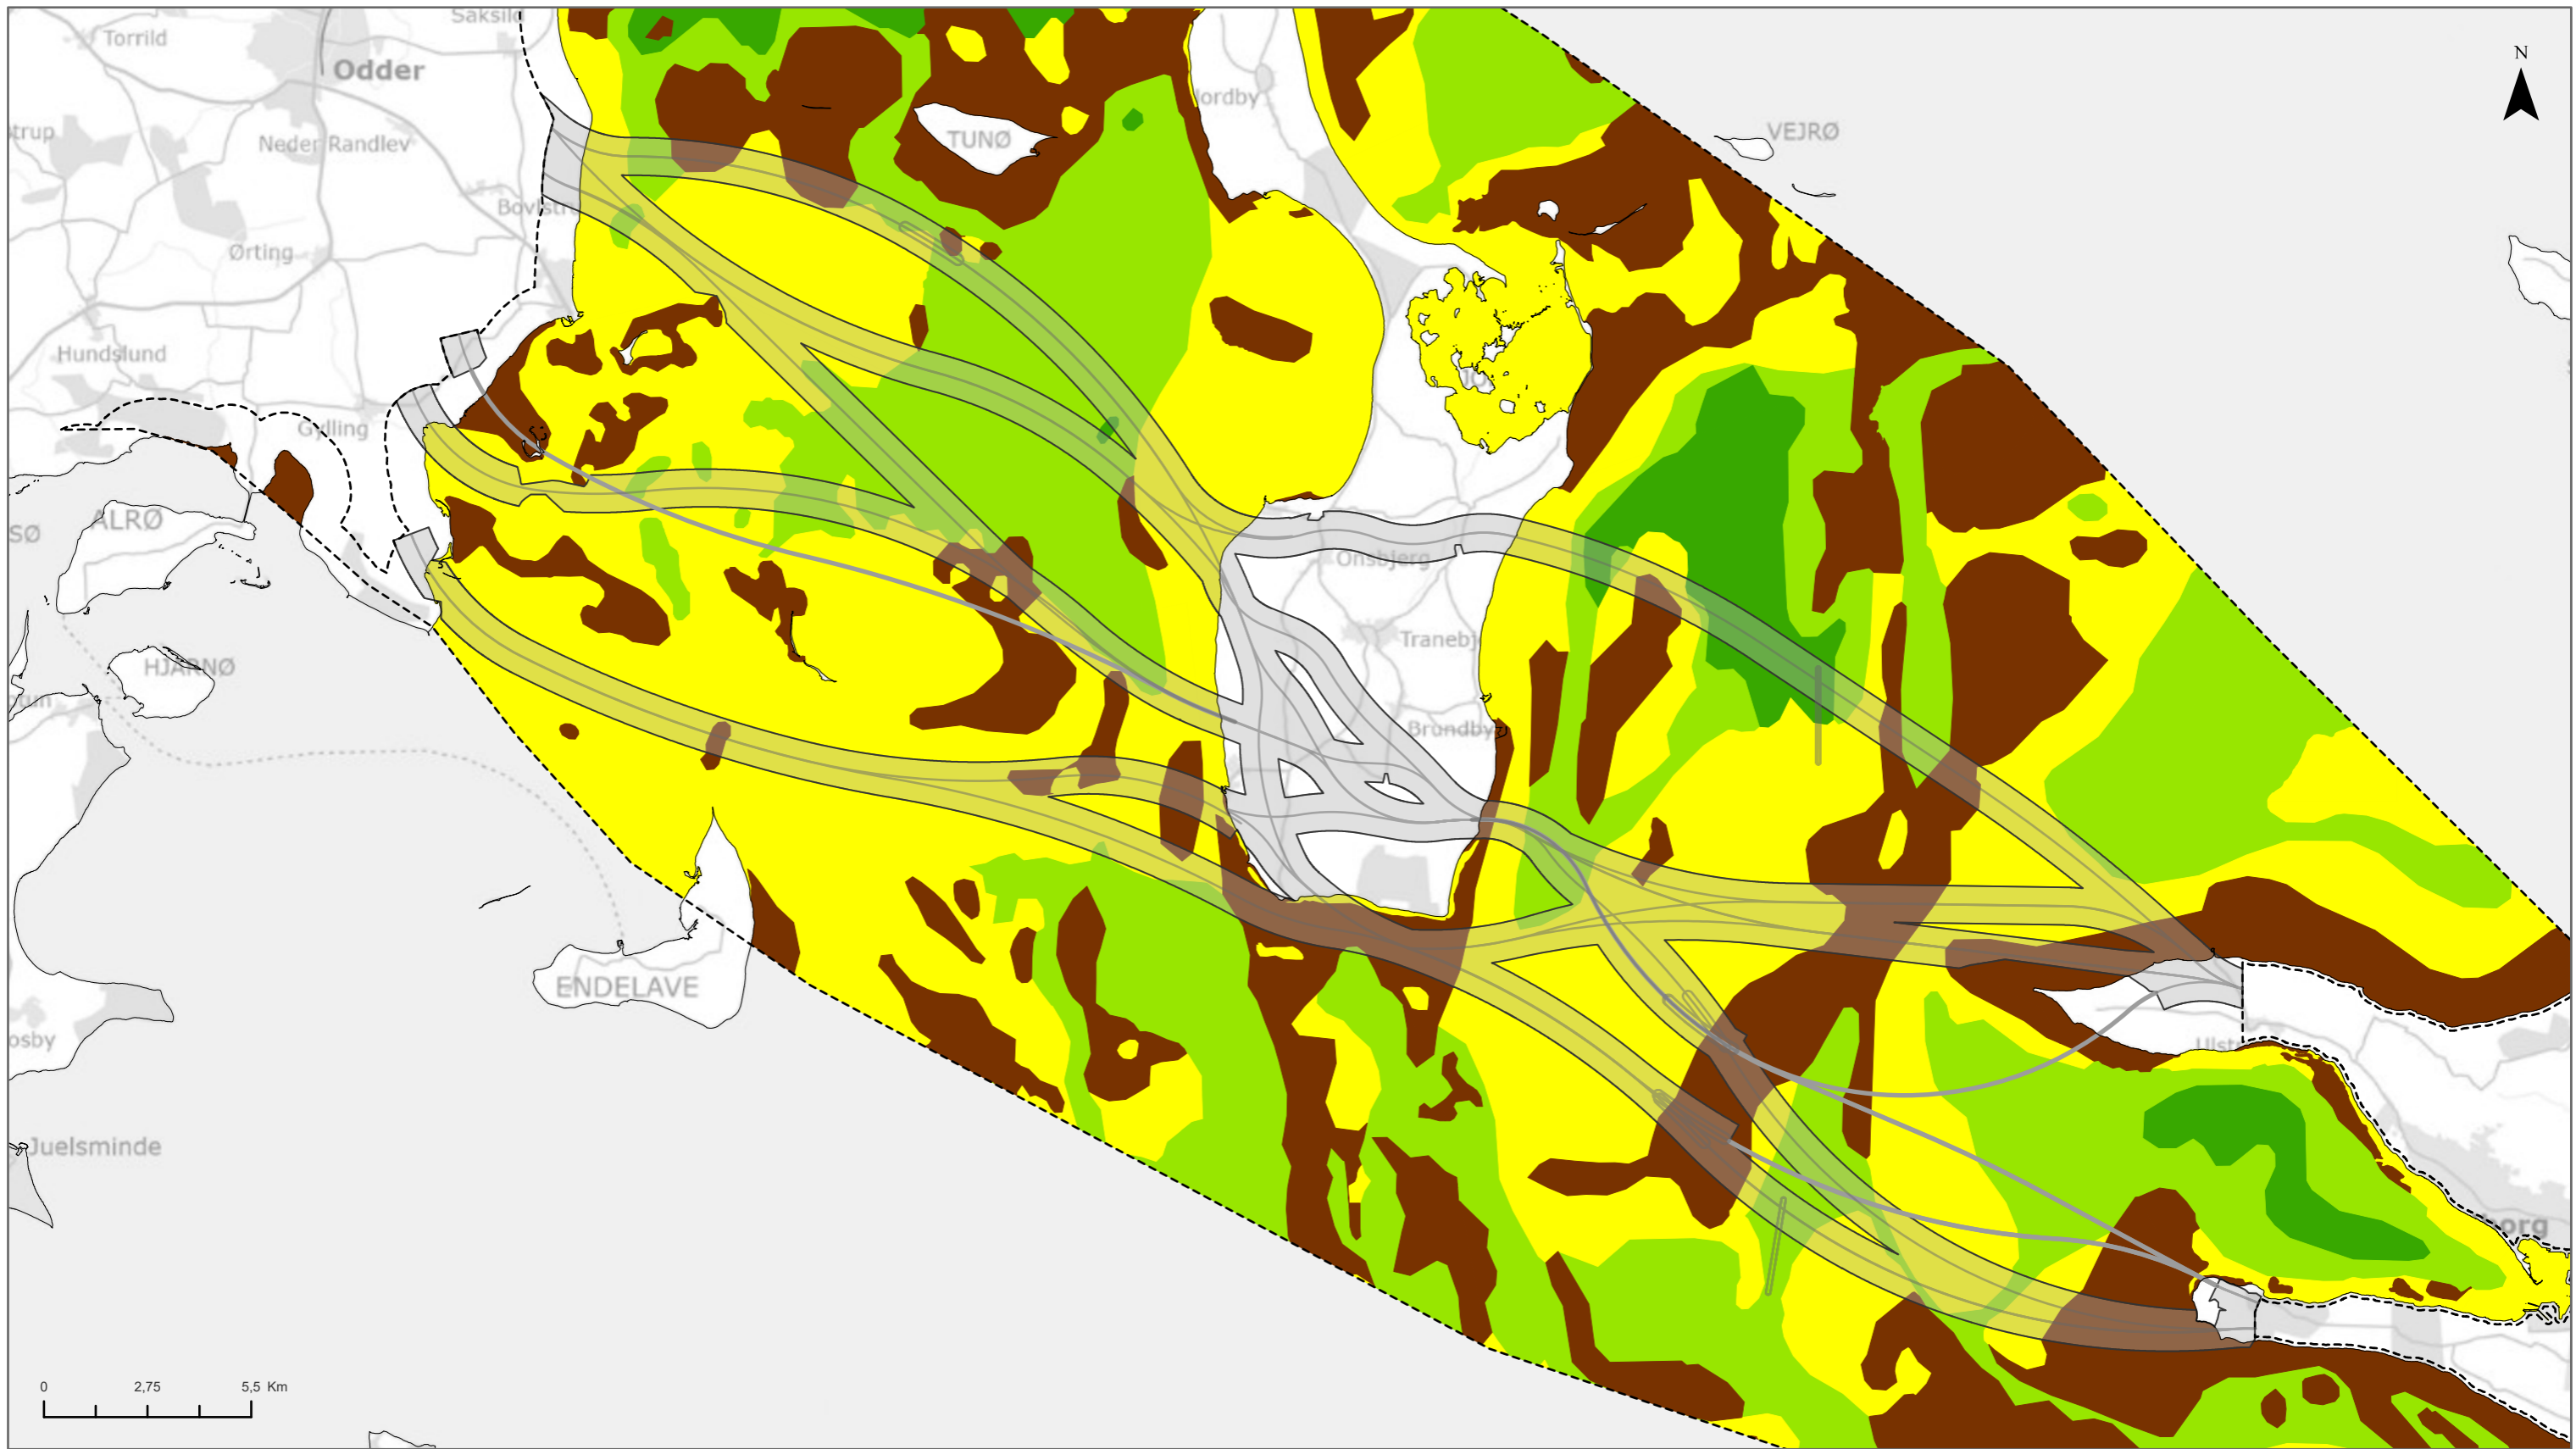 Saksild
Torrild
Odder
N
VEJRØ
Neder Randlev
TUNØ
Ørting
Hundslund
Gylling
ALRØ
Onsbjerg
HJARNØ
Brundby
ENDELAVE
Juelsminde
0 2,75 5,5 Km